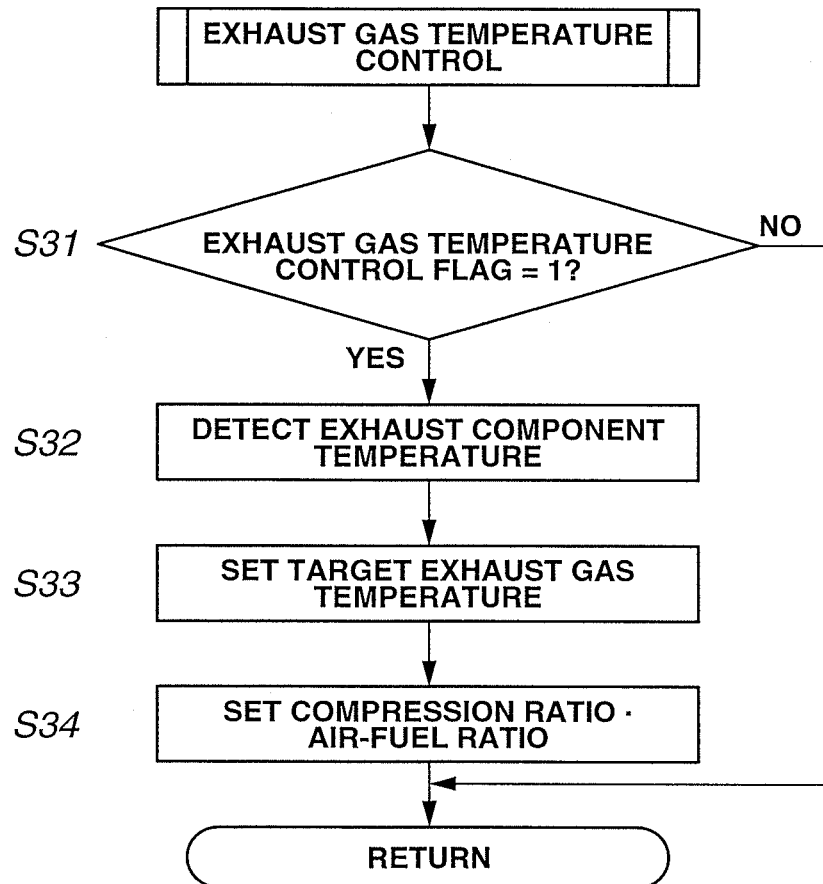 EXHAUST GAS TEMPERATURE
CONTROL
S31
EXHAUST GAS TEMPERATURE
CONTROL FLAG = 1?
NO
YES
S32
DETECT EXHAUST COMPONENT
TEMPERATURE
S33
SET TARGET EXHAUST GAS
TEMPERATURE
S34
SET COMPRESSION RATIO ·
AIR-FUEL RATIO
RETURN